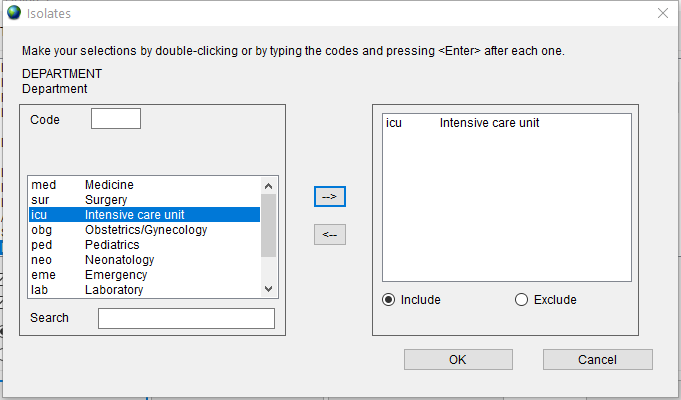 Isolates
Make your selections by double-clicking or by typing the codes and pressing <Enter> after each one.
DEPARTMENT
Department
Code
med Medicine
sur Surgery
icu Intensive care unit
obg Obstetrics/Gynecology
ped Pediatrics
neo Neonatology
eme Emergency
lab Laboratory
Search
-->
<--
icu Intensive care unit
Include Exclude
OK Cancel